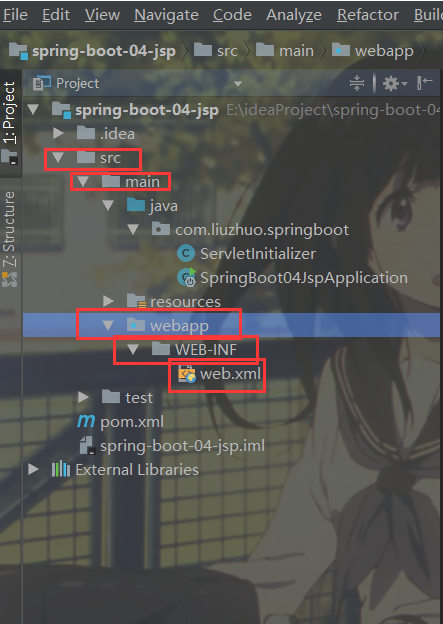 File Edit View Navigate Code Analyze Refactor Build
spring-boot-04-jsp src main webapp
Project
1: Project
Z: Structure
spring-boot-04-jsp E:\ideaProject\spring-boot-04
.idea
src
main
java
com.liuzhuo.springboot
ServletInitializer
SpringBoot04JspApplication
resources
webapp
WEB-INF
web.xml
test
pom.xml
spring-boot-04-jsp.iml
External Libraries